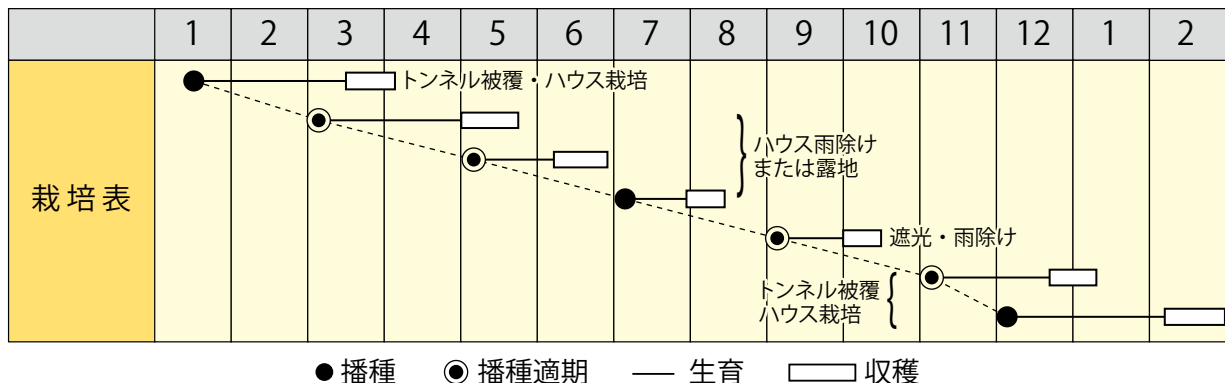 1 2 3 4 5 6 7 8 9 10 11 12 1 2
栽培表
トンネル被覆・ハウス栽培
ハウス雨除け
または露地
遮光・雨除け
トンネル被覆
ハウス栽培
播種 播種適期 生育 収穫